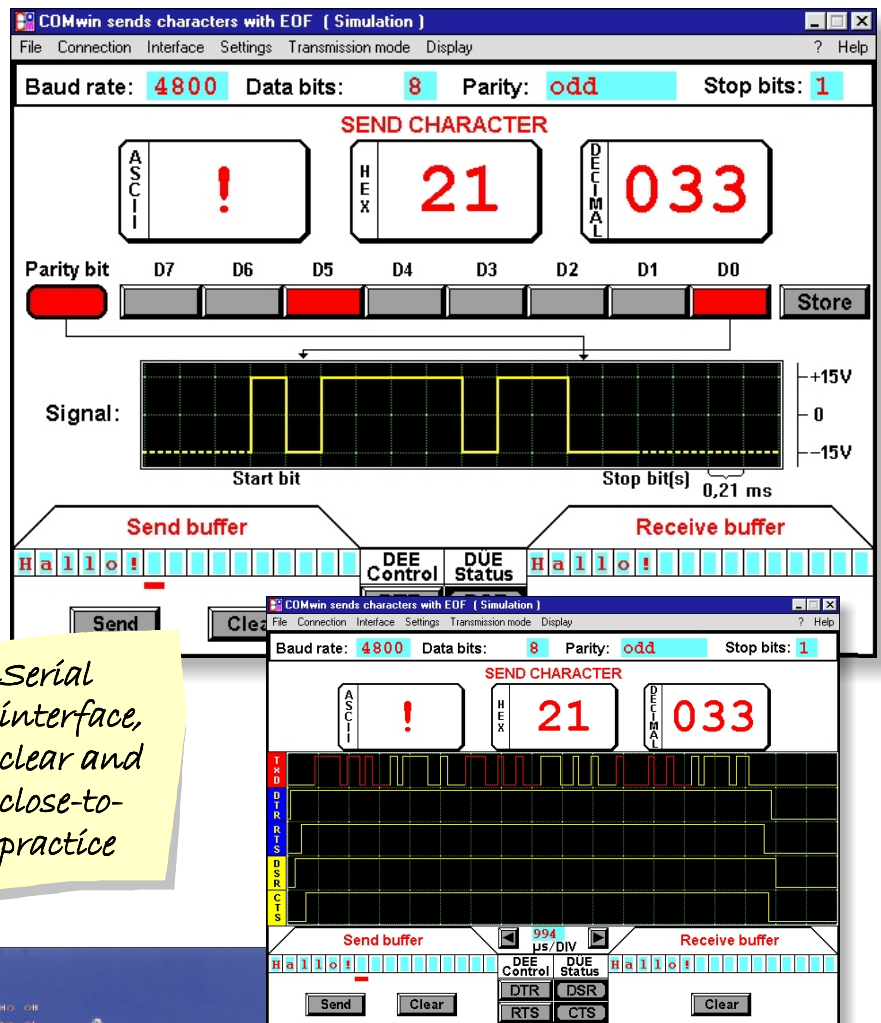 COMwin sends characters with EOF ( Simulation )
File Connection Interface Settings Transmission mode Display ? Help
Baud rate: 4800 Data bits: 8 Parity: odd Stop bits: 1
SEND CHARACTER
ASCII ! HEX 21 DECIMAL 033
Parity bit D7 D6 D5 D4 D3 D2 D1 D0
Store
Signal:
+15V
0
-15V
Start bit Stop bit(s) 0,21 ms
Send buffer Receive buffer
Hallo! DEE Control DÜE Status Hallo!
Send
Serial
interface,
clear and
close-to-
practice
COMwin sends characters with EOF ( Simulation )
File Connection Interface Settings Transmission mode Display ? Help
Baud rate: 4800 Data bits: 8 Parity: odd Stop bits: 1
SEND CHARACTER
ASCII ! HEX 21 DECIMAL 033
TxD
DTR
RTS
DSR
CTS
Send buffer 994 µs/DIV Receive buffer
Hallo! DEE Control DÜE Status Hallo!
DTR DSR
Send Clear RTS CTS Clear